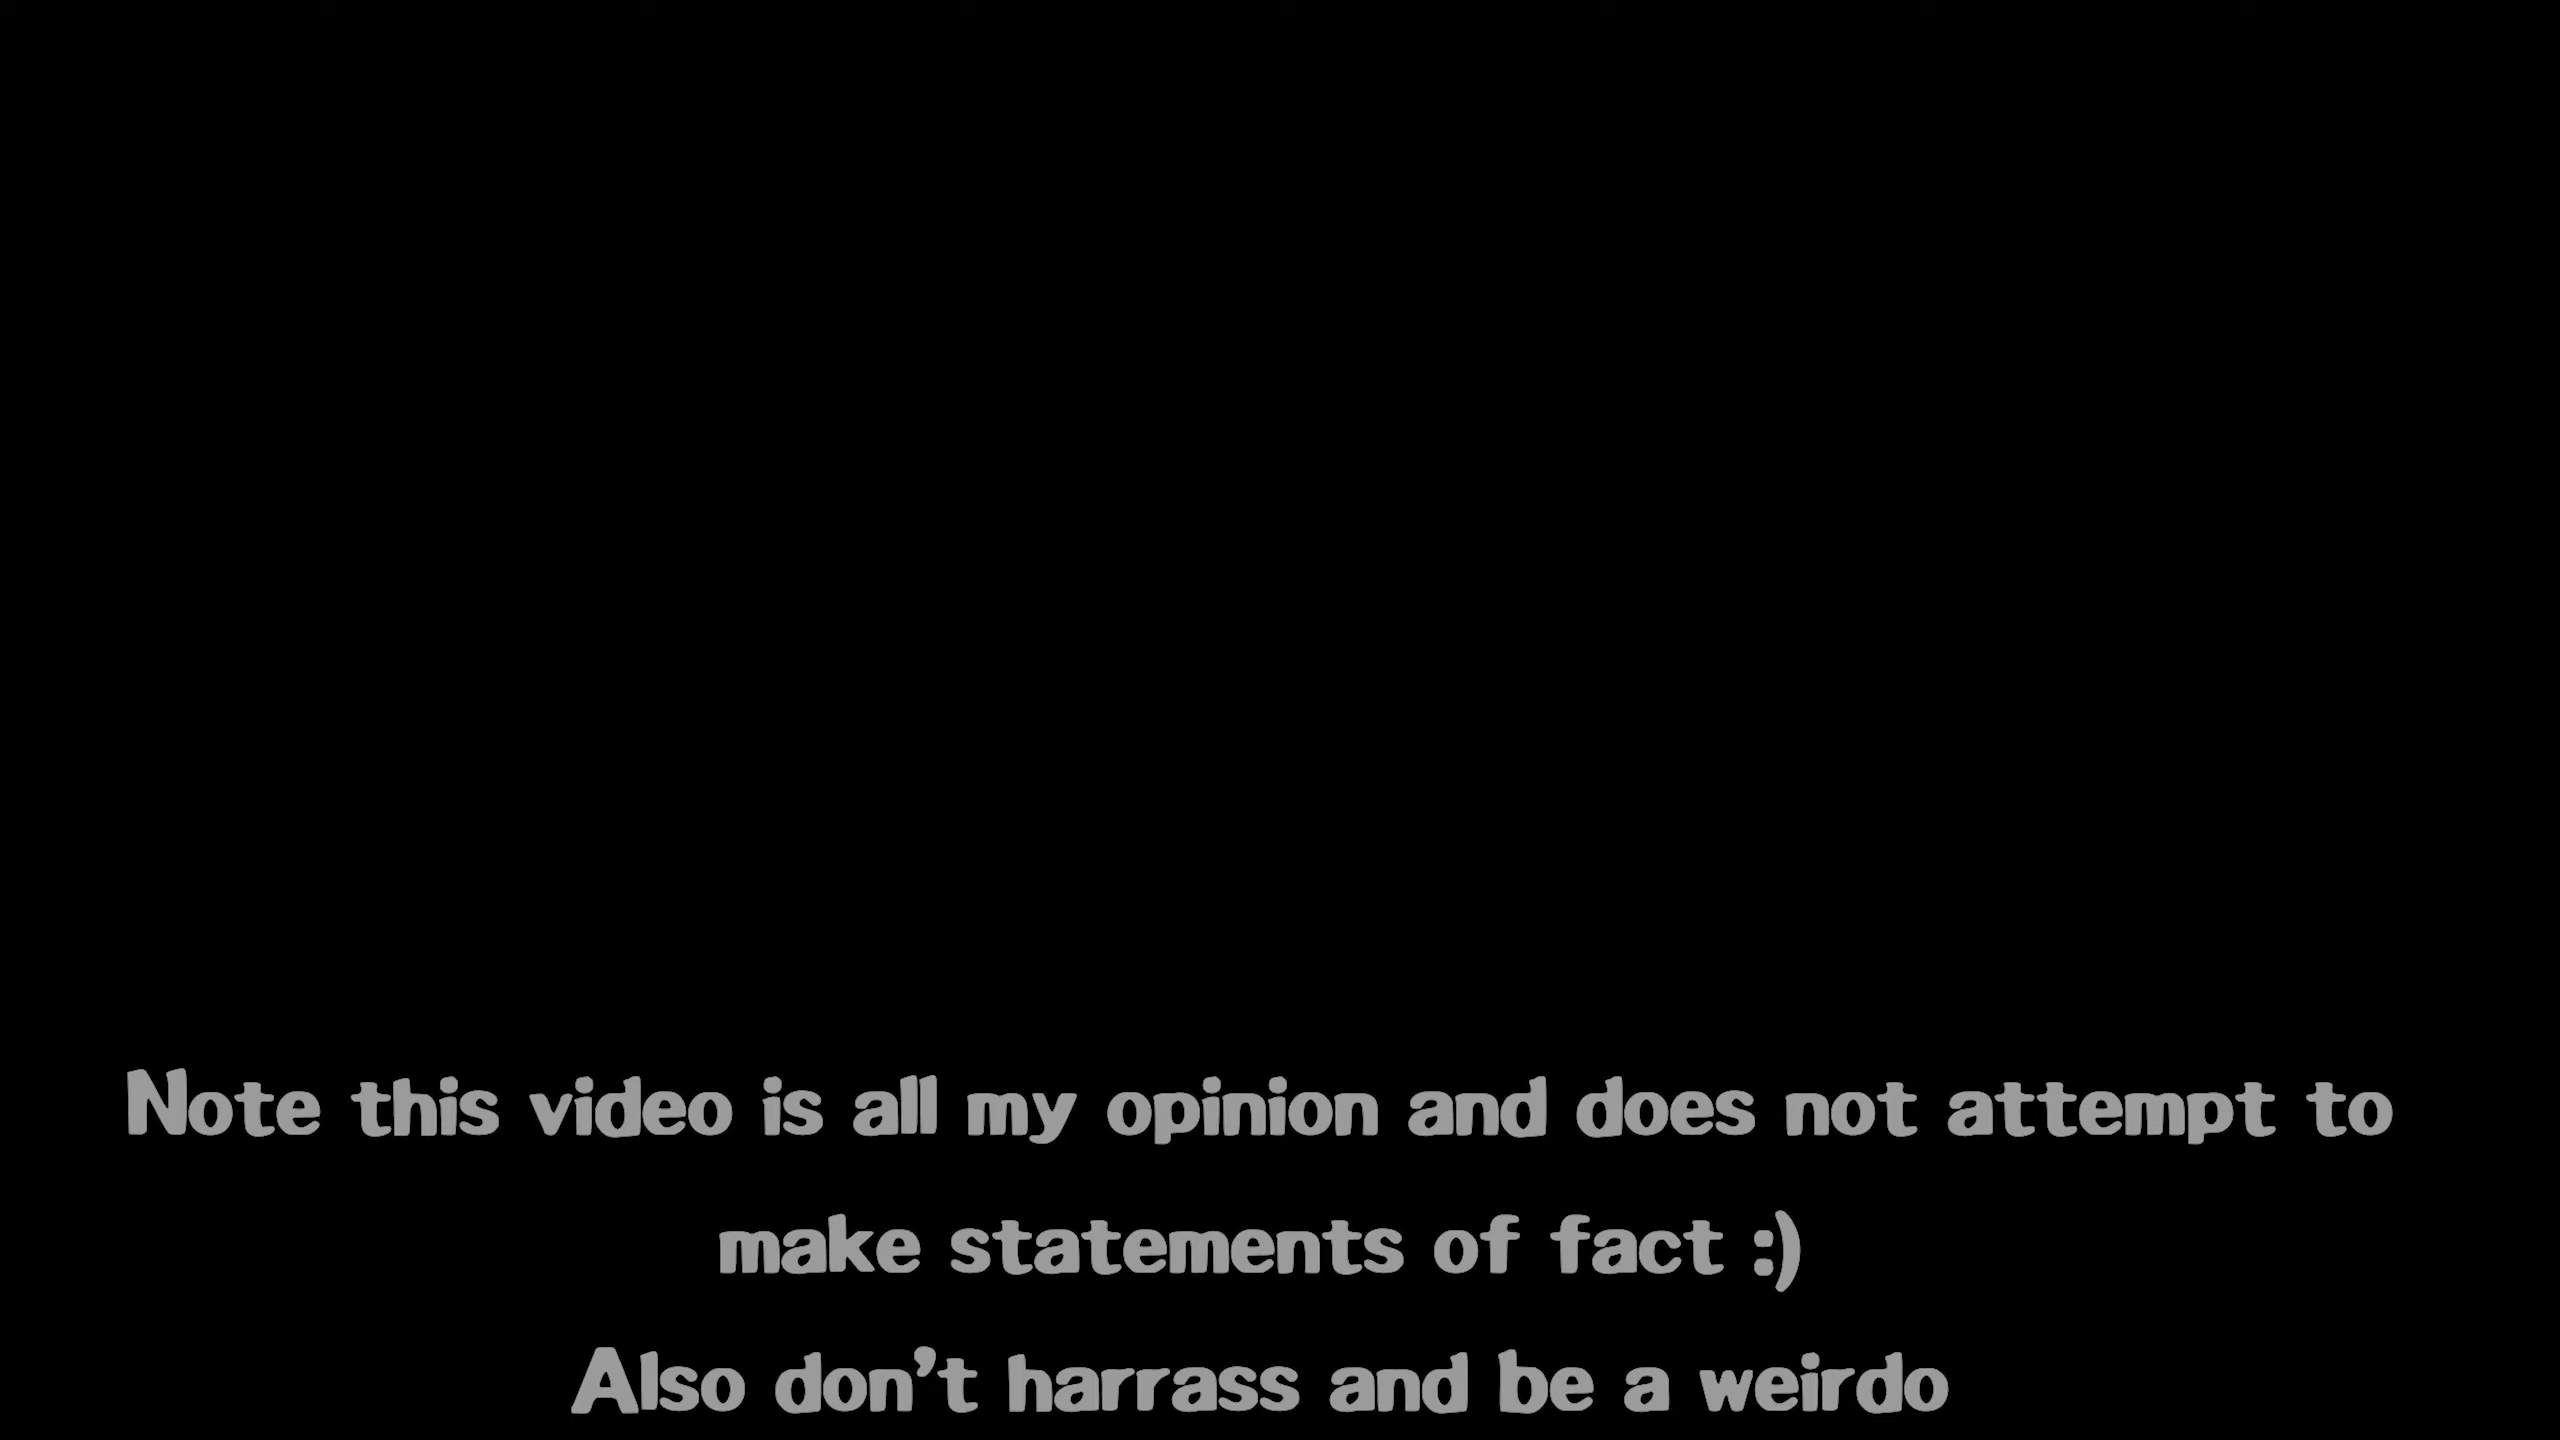 Note this video is all my opinion and does not attempt to
make statements of fact :)
Also don't harrass and be a weirdo